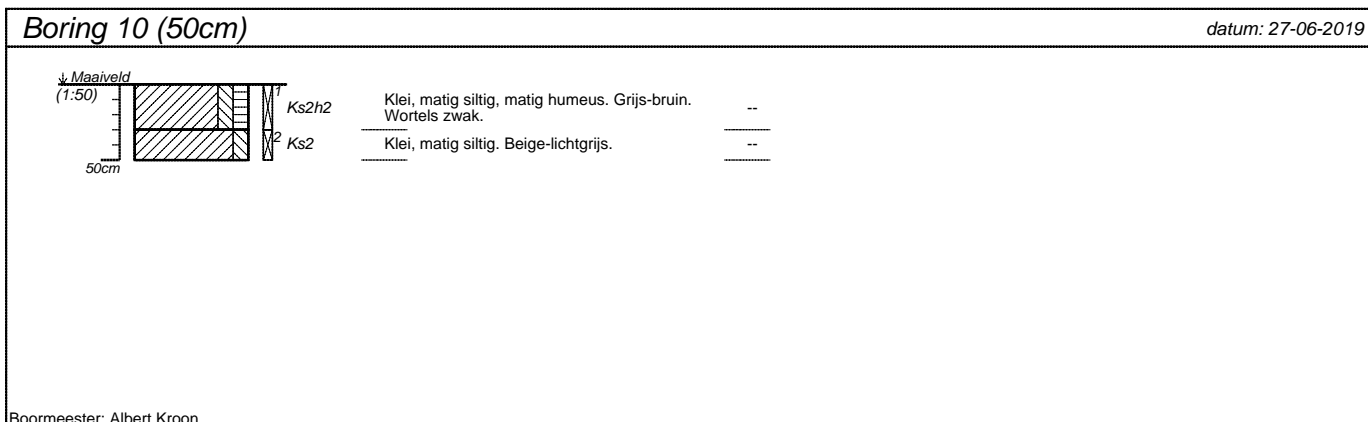 Boring 10 (50cm) datum: 27-06-2019
Maaiveld
(1:50)
1 Ks2h2 Klei, matig siltig, matig humeus. Grijs-bruin. --
Wortels zwak.
2 Ks2 Klei, matig siltig. Beige-lichtgrijs. --
50cm
Boormeester: Albert Kroon